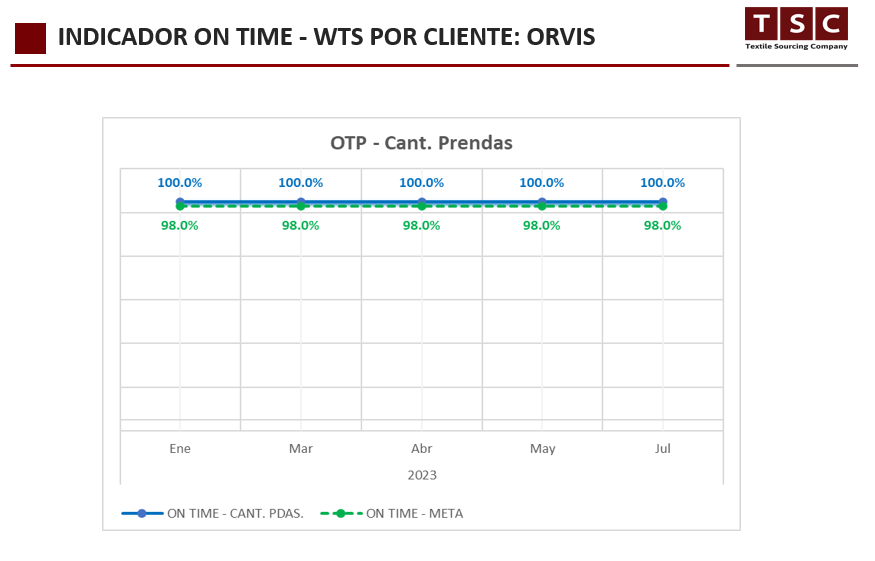 INDICADOR ON TIME - WTS POR CLIENTE: ORVIS
TSC
Textile Sourcing Company
OTP - Cant. Prendas
100.0% 100.0% 100.0% 100.0% 100.0%
98.0% 98.0% 98.0% 98.0% 98.0%
Ene Mar Abr May Jul
2023
ON TIME - CANT. PDAS. ON TIME - META